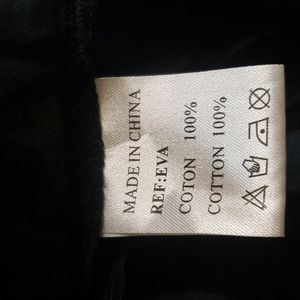 MADE IN CHINA
REF:EVA
COTON 100%
COTTON 100%